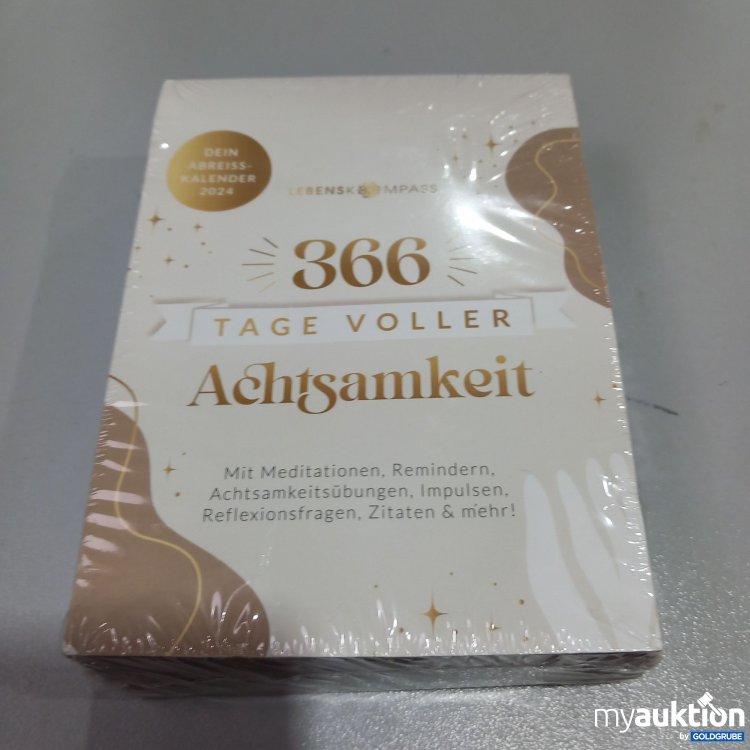 DEIN
ABREISS-
KALENDER
2024
LEBENSKOMPASS
366
TAGE VOLLER
Achtsamkeit
Mit Meditationen, Remindern,
Achtsamkeitsübungen, Impulsen,
Reflexionsfragen, Zitaten & mehr!
myauktion
by GOLDGRUBE